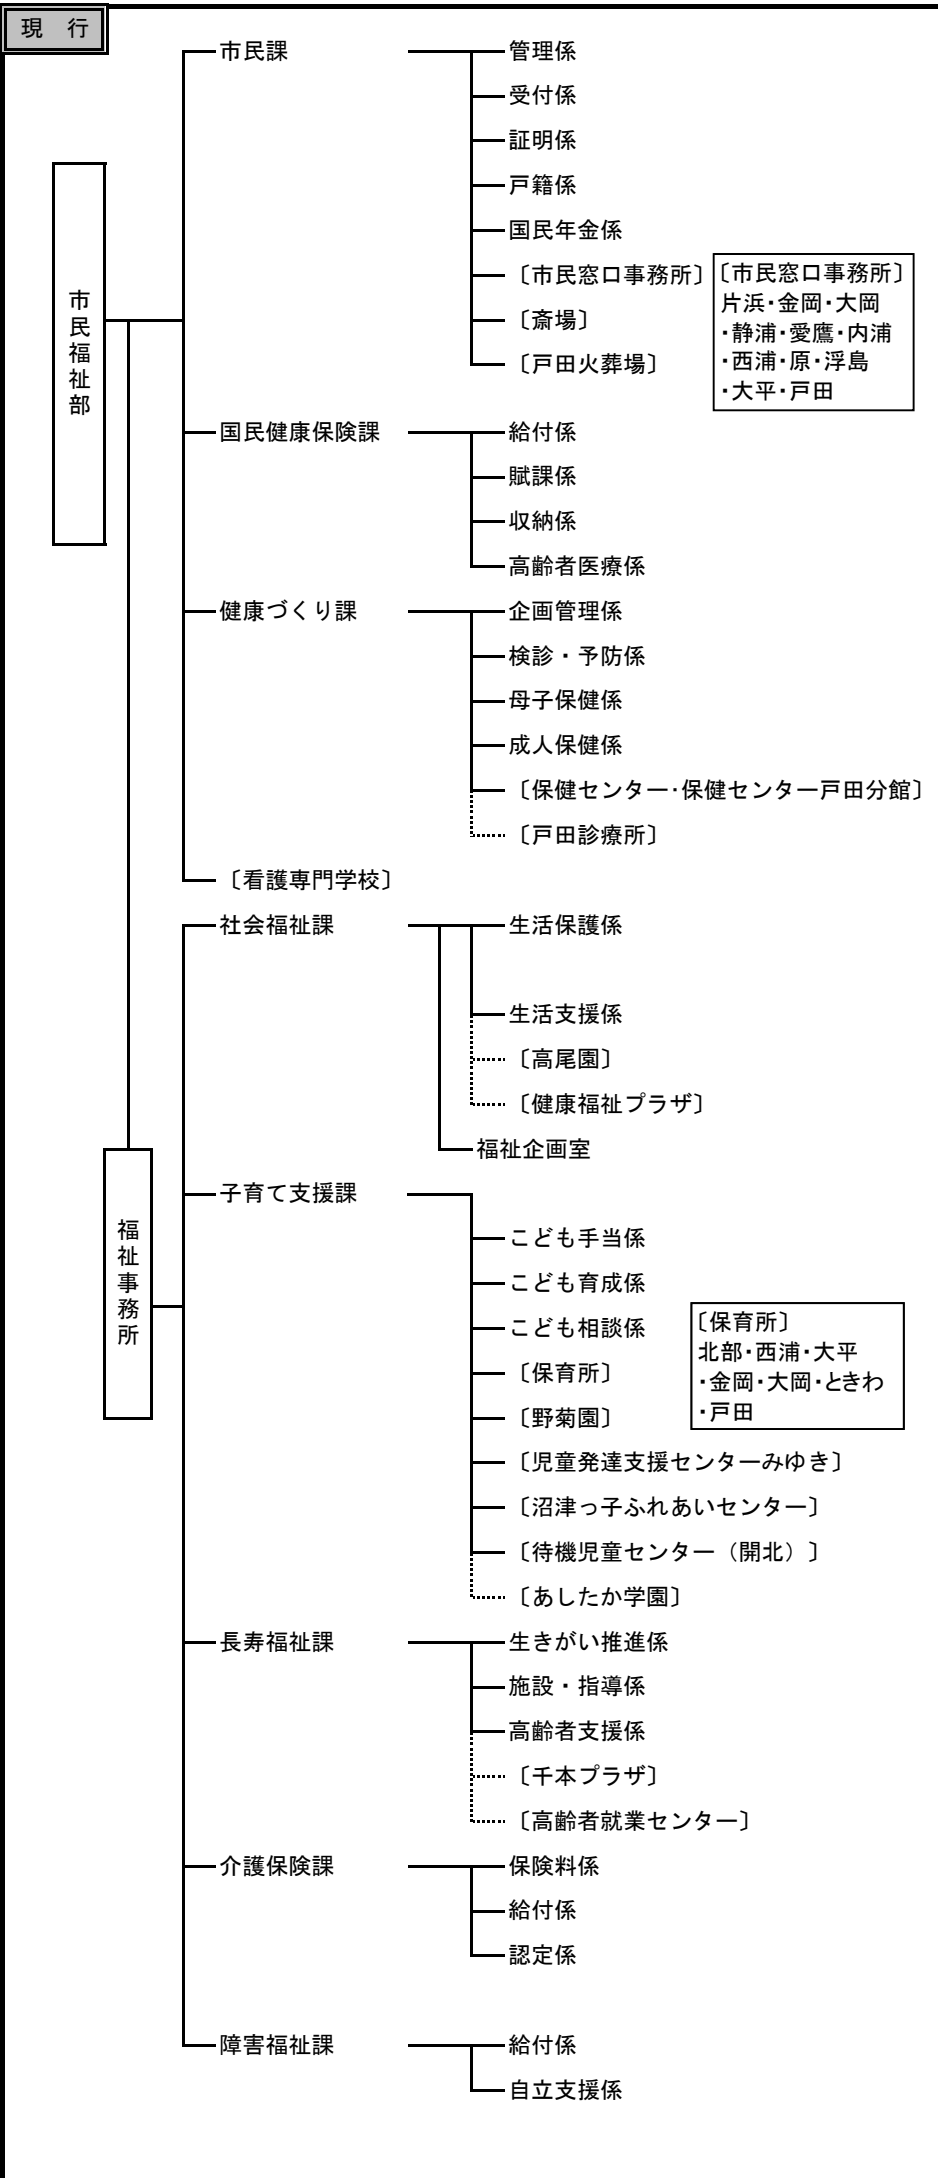 現 行
市民福祉部
市民課
管理係
受付係
証明係
戸籍係
国民年金係
〔市民窓口事務所〕
〔斎場〕
〔戸田火葬場〕
〔市民窓口事務所〕
片浜・金岡・大岡
・静浦・愛鷹・内浦
・西浦・原・浮島
・大平・戸田
国民健康保険課
給付係
賦課係
収納係
高齢者医療係
健康づくり課
企画管理係
検診・予防係
母子保健係
成人保健係
〔保健センター・保健センター戸田分館〕
〔戸田診療所〕
〔看護専門学校〕
福祉事務所
社会福祉課
生活保護係
生活支援係
〔高尾園〕
〔健康福祉プラザ〕
福祉企画室
子育て支援課
こども手当係
こども育成係
こども相談係
〔保育所〕
〔野菊園〕
〔児童発達支援センターみゆき〕
〔沼津っ子ふれあいセンター〕
〔待機児童センター（開北）〕
〔あしたか学園〕
〔保育所〕
北部・西浦・大平
・金岡・大岡・ときわ
・戸田
長寿福祉課
生きがい推進係
施設・指導係
高齢者支援係
〔千本プラザ〕
〔高齢者就業センター〕
介護保険課
保険料係
給付係
認定係
障害福祉課
給付係
自立支援係